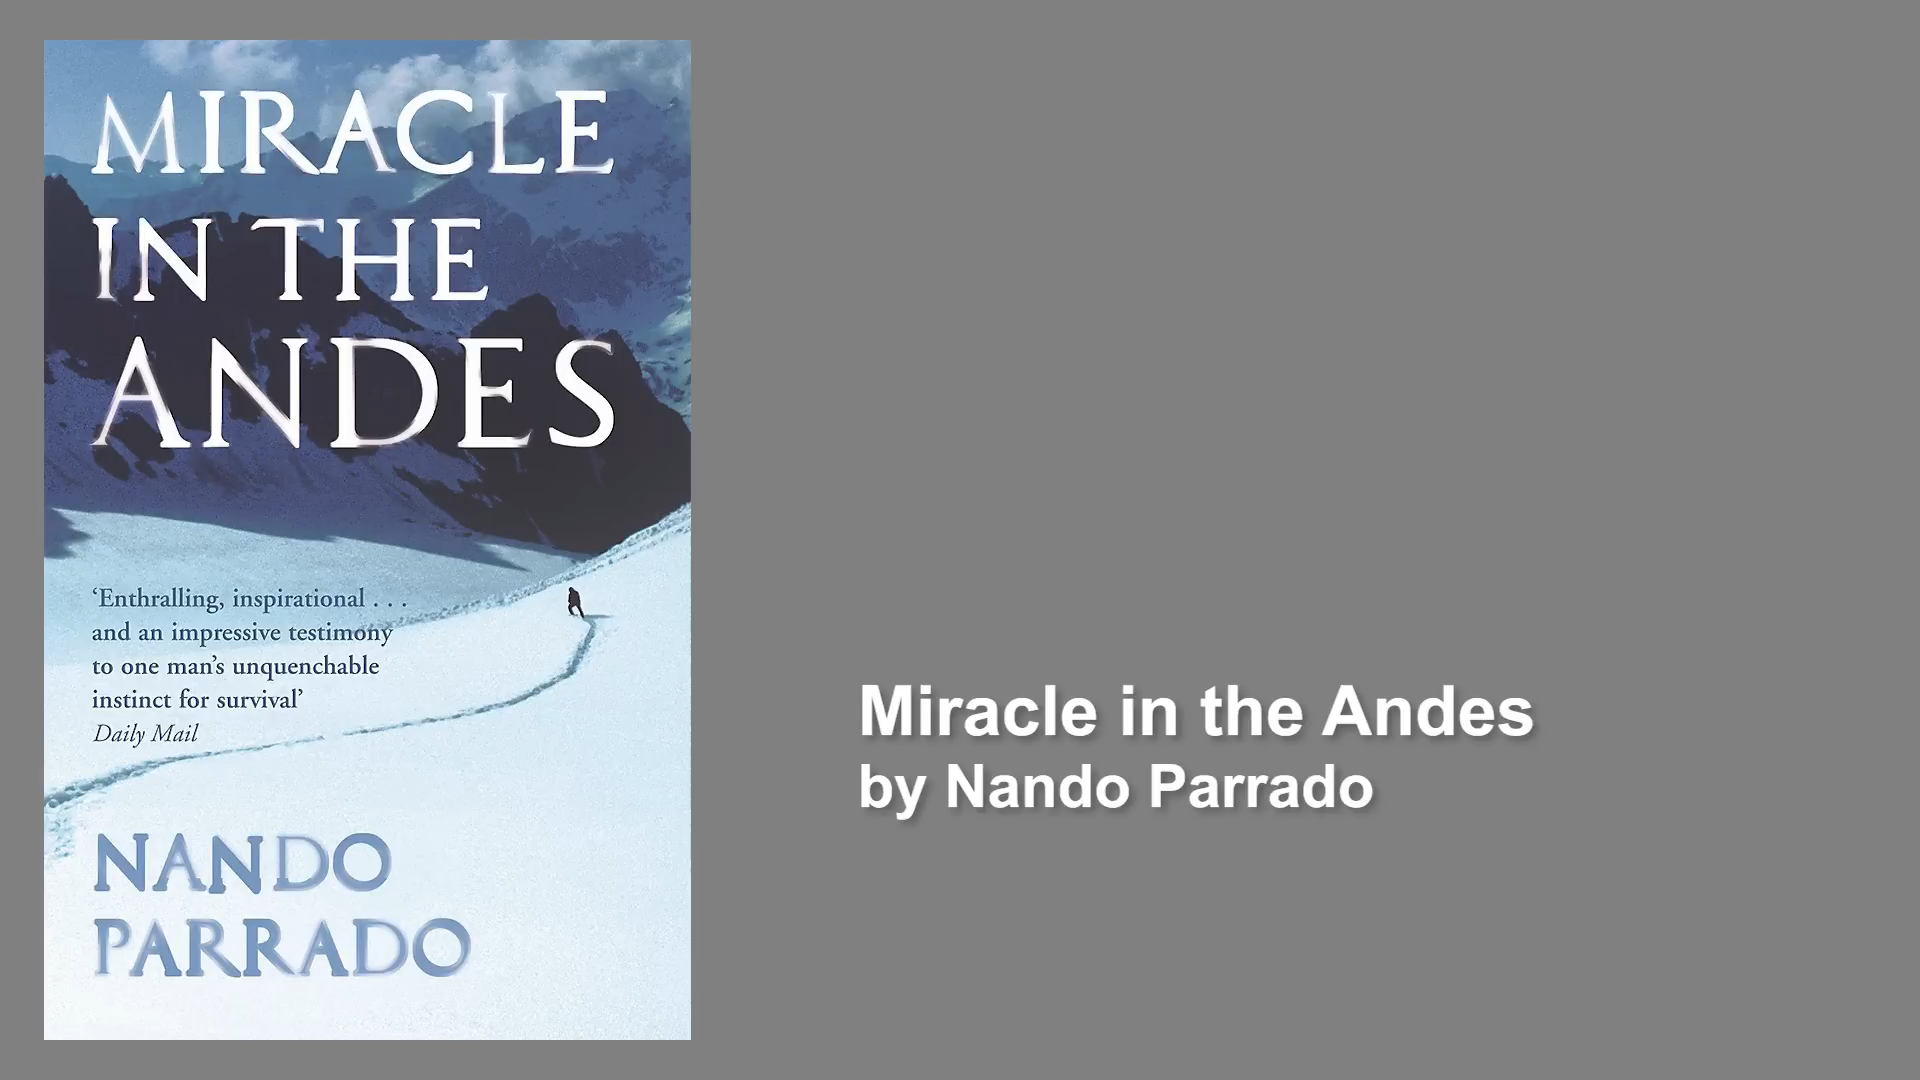 MIRACLE
IN THE
ANDES
‘Enthralling, inspirational . . .
and an impressive testimony
to one man’s unquenchable
instinct for survival’
Daily Mail
NANDO
PARRADO
Miracle in the Andes
by Nando Parrado